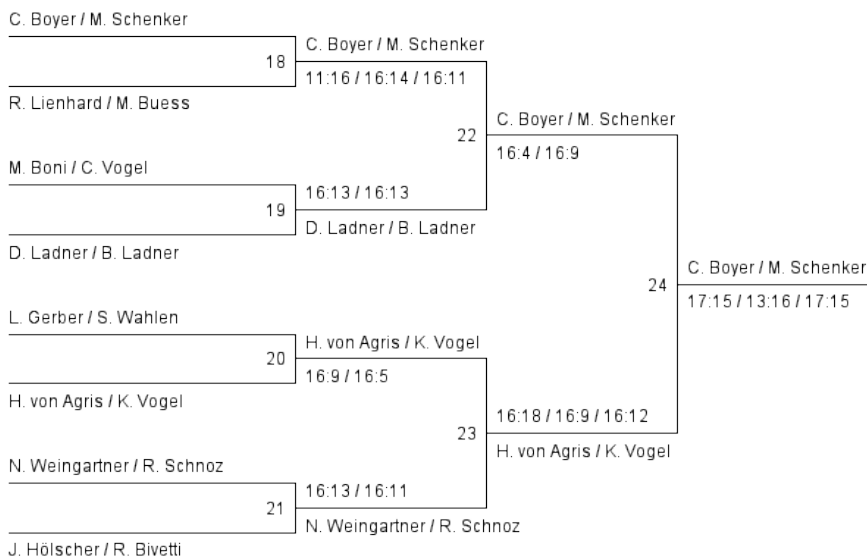 C. Boyer / M. Schenker
18
R. Lienhard / M. Buess
M. Boni / C. Vogel
19
D. Ladner / B. Ladner
L. Gerber / S. Wahlen
20
H. von Agris / K. Vogel
N. Weingartner / R. Schnoz
21
J. Hölscher / R. Bivetti
C. Boyer / M. Schenker
11:16 / 16:14 / 16:11
22
16:13 / 16:13
D. Ladner / B. Ladner
H. von Agris / K. Vogel
16:9 / 16:5
23
16:13 / 16:11
N. Weingartner / R. Schnoz
C. Boyer / M. Schenker
16:4 / 16:9
24
16:18 / 16:9 / 16:12
H. von Agris / K. Vogel
C. Boyer / M. Schenker
17:15 / 13:16 / 17:15